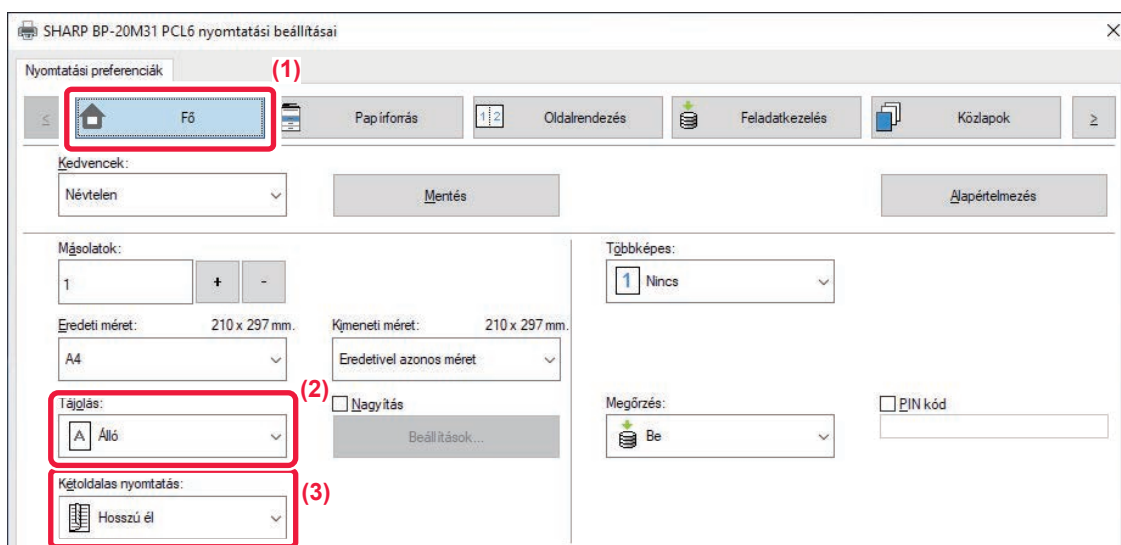 SHARP BP-20M31 PCL6 nyomtatási beállításai
Nyomtatási preferenciák
(1)
<
Fő
Papírforrás
1 2
Oldalrendezés
Feladatkezelés
Közlapok
>
Kedvencek:
Névtelen
Mentés
Alapértelmezés
Másolatok:
1
+
-
Többképes:
1 Nincs
Eredeti méret: 210 x 297 mm.
A4
Kimeneti méret: 210 x 297 mm.
Eredetivel azonos méret
(2)
Tájolás:
A Álló
Nagyítás
Beállítások...
Megőrzés:
Be
PIN kód
(3)
Kétoldalas nyomtatás:
Hosszú él